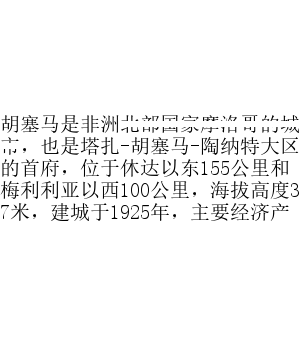 胡塞马是非洲北部国家摩洛哥的城
市，也是塔扎-胡塞马-陶纳特大区
的首府，位于休达以东155公里和
梅利利亚以西100公里，海拔高度3
7米，建城于1925年，主要经济产